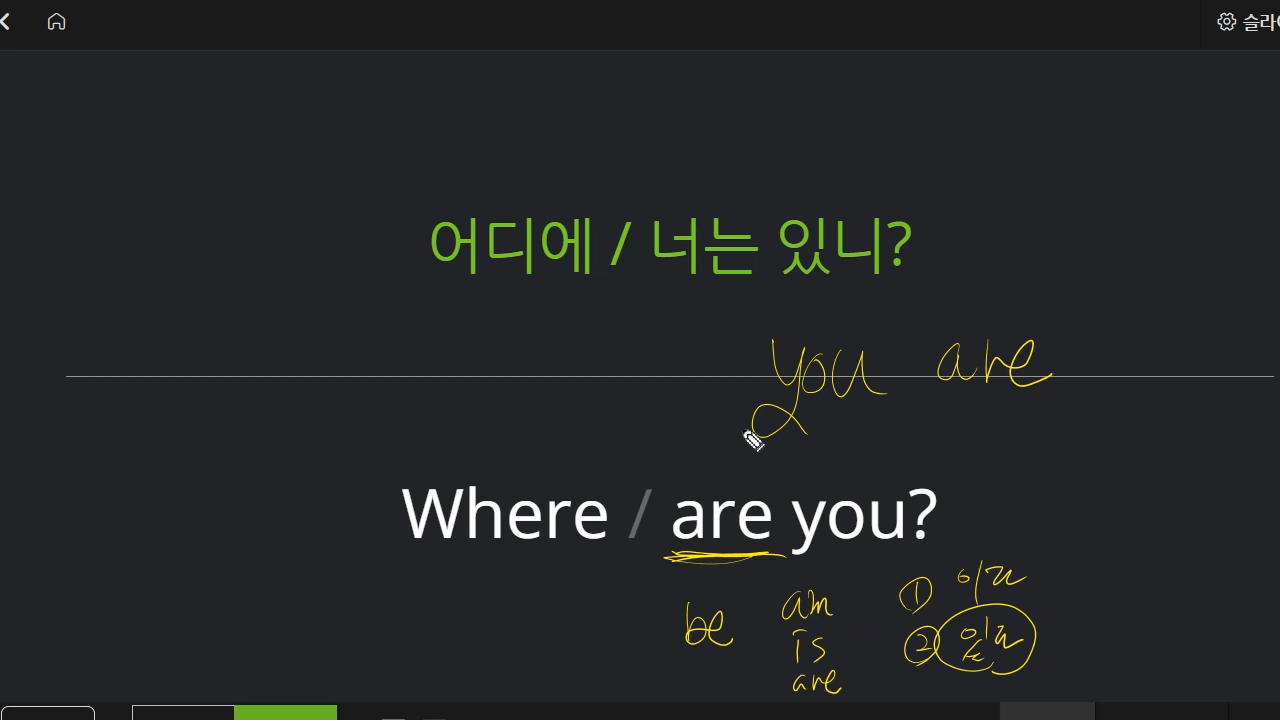 슬라이
어디에 / 너는 있니?
you are
Where / are you?
be am is are
① 이다
② 있다